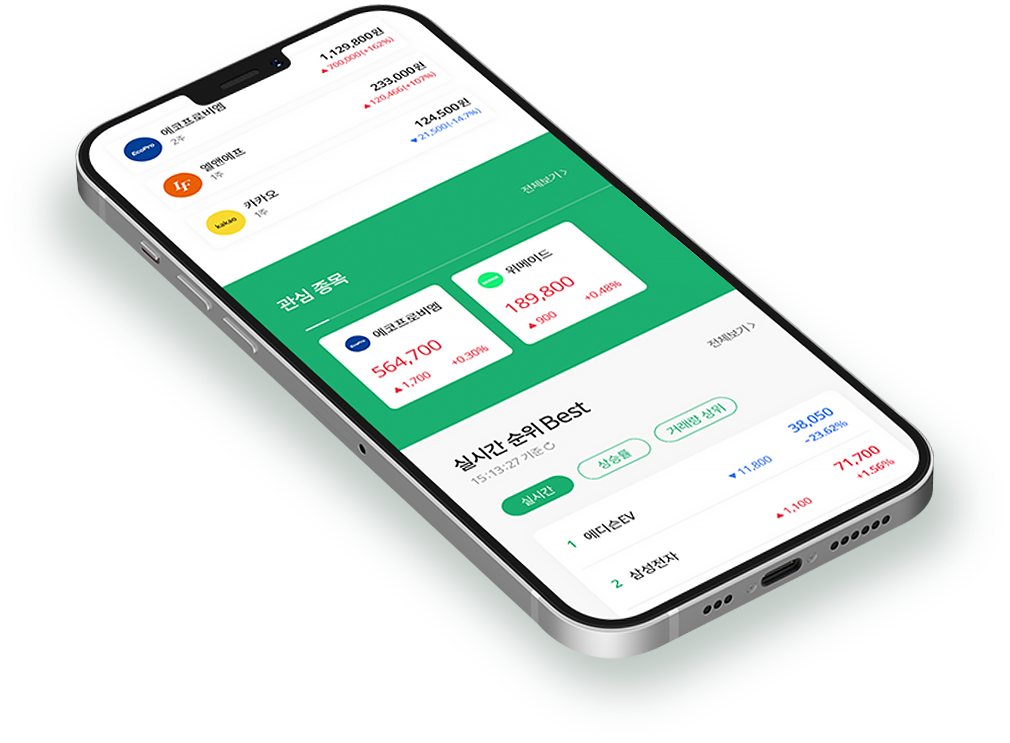 에코프로비엠
2주
1,129,800원
▲700,000(+162%)
EcoPro
엘앤에프
1주
233,000원
▲120,466(+107%)
LF
카카오
1주
124,500원
▼21,500(-14.7%)
kakao
관심 종목
전체보기 >
에코프로비엠
564,700
▲1,700
+0.30%
EcoPro
위메이드
189,800
▲900
+0.48%
실시간 순위 Best
전체보기 >
15:13:27 기준
실시간
상승률
거래량 상위
1 에디슨EV
▼11,800
38,050
-23.62%
2 삼성전자
▲1,100
71,700
+1.56%